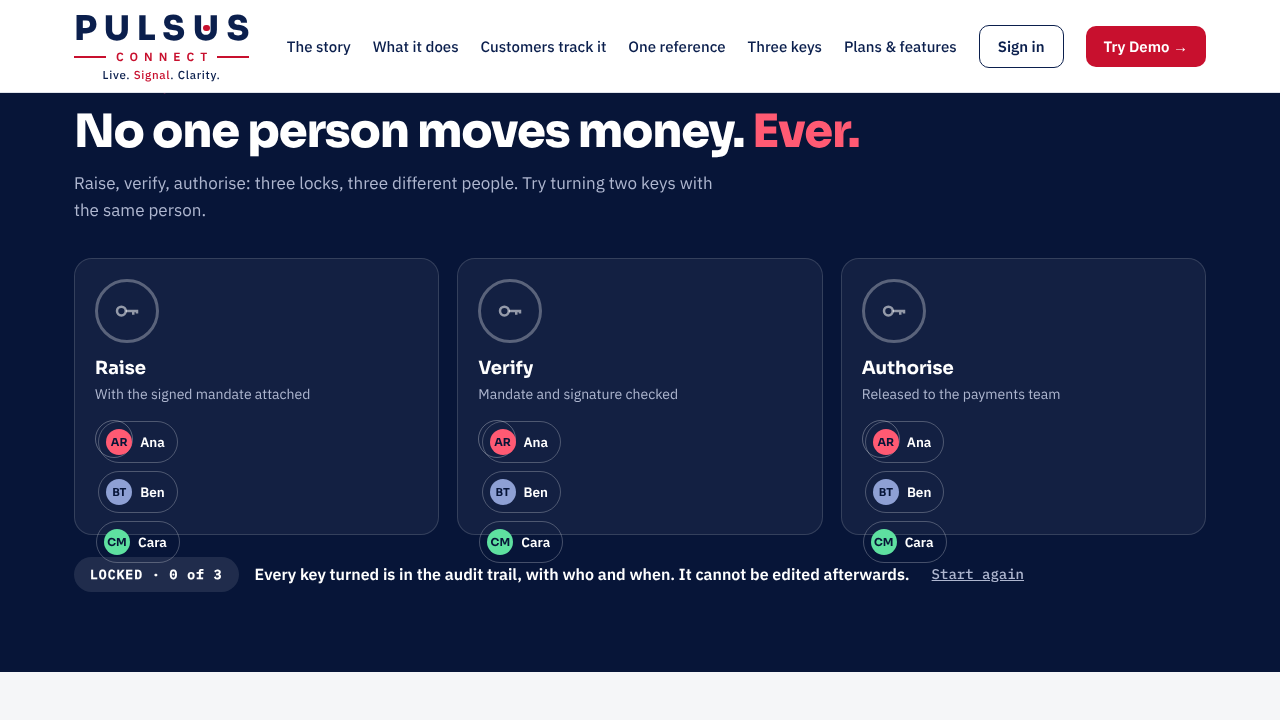 PULSUS
CONNECT
Live. Signal. Clarity.
The story
What it does
Customers track it
One reference
Three keys
Plans & features
Sign in
Try Demo →
No one person moves money. Ever.
Raise, verify, authorise: three locks, three different people. Try turning two keys with
the same person.
Raise
With the signed mandate attached
AR Ana
BT Ben
CM Cara
Verify
Mandate and signature checked
AR Ana
BT Ben
CM Cara
Authorise
Released to the payments team
AR Ana
BT Ben
CM Cara
LOCKED · 0 of 3
Every key turned is in the audit trail, with who and when. It cannot be edited afterwards.
Start again